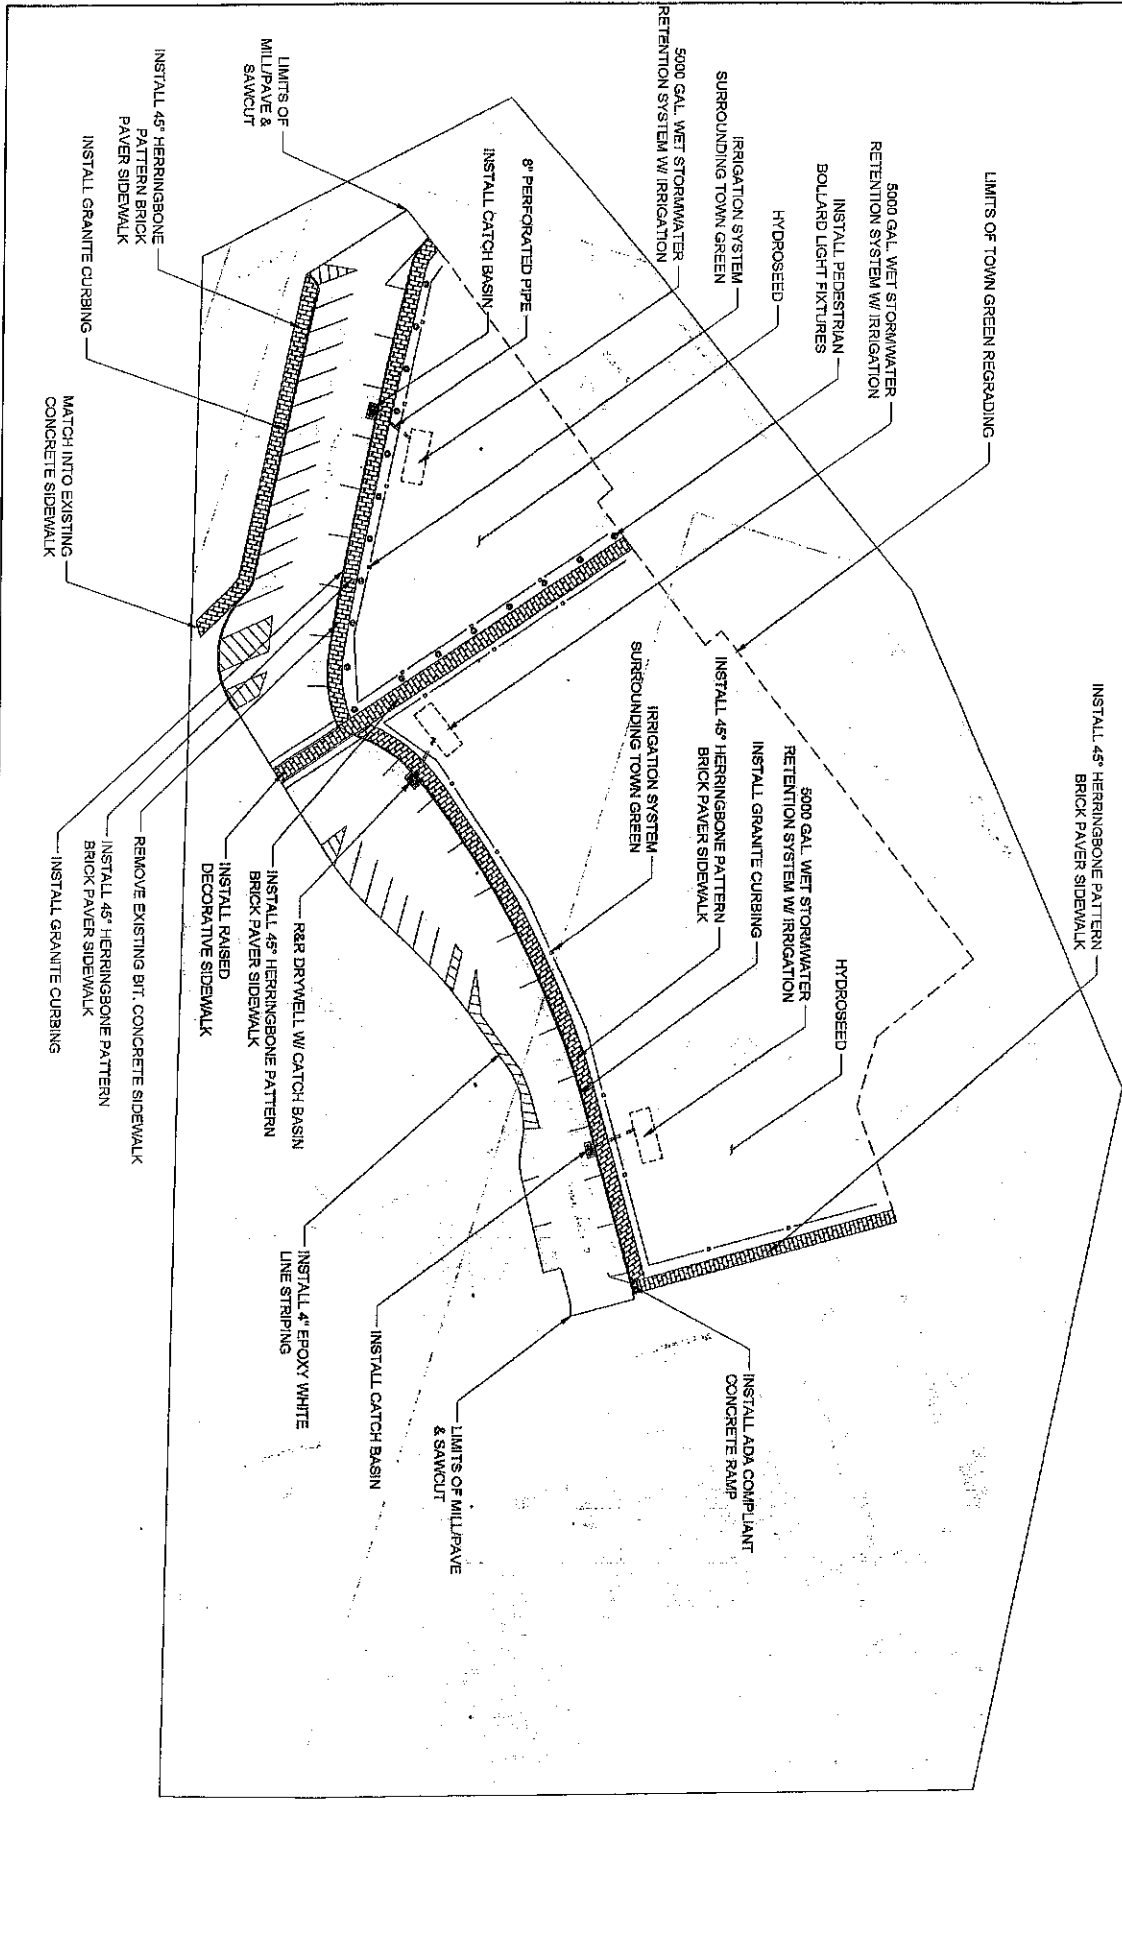 INSTALL 45° HERRINGBONE PATTERN
BRICK PAVER SIDEWALK
LIMITS OF TOWN GREEN REGRADING
5000 GAL. WET STORMWATER
RETENTION SYSTEM W/ IRRIGATION
INSTALL PEDESTRIAN
BOLLARD LIGHT FIXTURES
HYDROSEED
IRRIGATION SYSTEM
SURROUNDING TOWN GREEN
5000 GAL. WET STORMWATER
RETENTION SYSTEM W/ IRRIGATION
8" PERFORATED PIPE
INSTALL CATCH BASIN
LIMITS OF
MILL/PAVE &
SAWCUT
INSTALL 45° HERRINGBONE
PATTERN BRICK
PAVER SIDEWALK
INSTALL GRANITE CURBING
MATCH INTO EXISTING
CONCRETE SIDEWALK
HYDROSEED
5000 GAL. WET STORMWATER
RETENTION SYSTEM W/ IRRIGATION
INSTALL GRANITE CURBING
INSTALL 45° HERRINGBONE PATTERN
BRICK PAVER SIDEWALK
IRRIGATION SYSTEM
SURROUNDING TOWN GREEN
INSTALL ADA COMPLIANT
CONCRETE RAMP
LIMITS OF MILL/PAVE
& SAWCUT
INSTALL CATCH BASIN
INSTALL 4" EPOXY WHITE
LINE STRIPING
R&R DRYWELL W/ CATCH BASIN
INSTALL 45° HERRINGBONE PATTERN
BRICK PAVER SIDEWALK
INSTALL RAISED
DECORATIVE SIDEWALK
REMOVE EXISTING BIT. CONCRETE SIDEWALK
INSTALL 45° HERRINGBONE PATTERN
BRICK PAVER SIDEWALK
INSTALL GRANITE CURBING